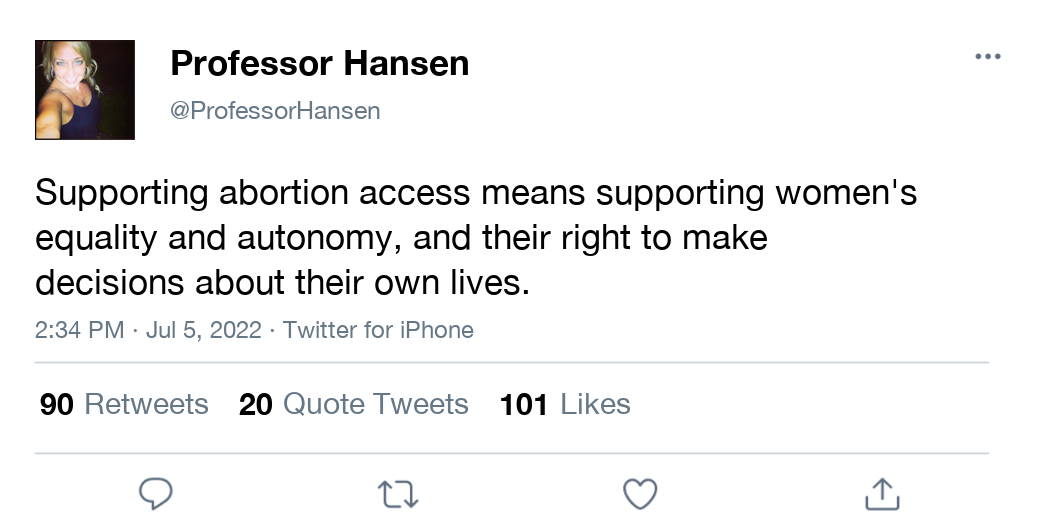 Professor Hansen
@ProfessorHansen
Supporting abortion access means supporting women's
equality and autonomy, and their right to make
decisions about their own lives.
2:34 PM · Jul 5, 2022 · Twitter for iPhone
90 Retweets 20 Quote Tweets 101 Likes